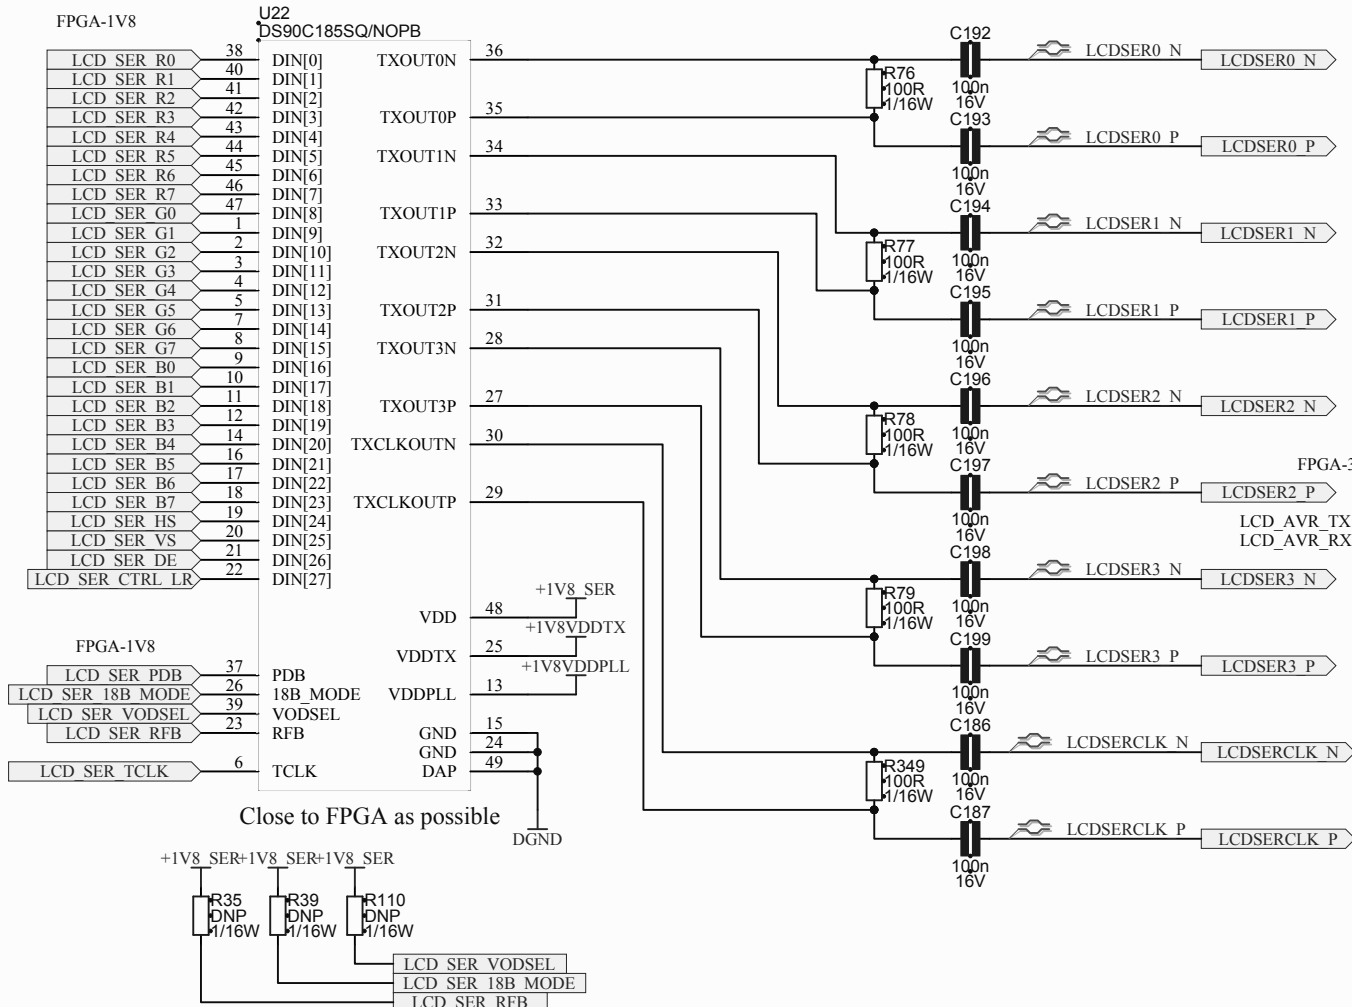 FPGA-1V8
U22
DS90C185SQ/NOPB
LCD_SER_R0 38 DIN[0]
LCD_SER_R1 40 DIN[1]
LCD_SER_R2 41 DIN[2]
LCD_SER_R3 42 DIN[3]
LCD_SER_R4 43 DIN[4]
LCD_SER_R5 44 DIN[5]
LCD_SER_R6 45 DIN[6]
LCD_SER_R7 46 DIN[7]
LCD_SER_G0 47 DIN[8]
LCD_SER_G1 1 DIN[9]
LCD_SER_G2 2 DIN[10]
LCD_SER_G3 3 DIN[11]
LCD_SER_G4 4 DIN[12]
LCD_SER_G5 5 DIN[13]
LCD_SER_G6 7 DIN[14]
LCD_SER_G7 8 DIN[15]
LCD_SER_B0 9 DIN[16]
LCD_SER_B1 10 DIN[17]
LCD_SER_B2 11 DIN[18]
LCD_SER_B3 12 DIN[19]
LCD_SER_B4 14 DIN[20]
LCD_SER_B5 16 DIN[21]
LCD_SER_B6 17 DIN[22]
LCD_SER_B7 18 DIN[23]
LCD_SER_HS 19 DIN[24]
LCD_SER_VS 20 DIN[25]
LCD_SER_DE 21 DIN[26]
LCD_SER_CTRL_LR 22 DIN[27]
FPGA-1V8
LCD_SER_PDB 37 PDB
LCD_SER_18B_MODE 26 18B_MODE
LCD_SER_VODSEL 39 VODSEL
LCD_SER_RFB 23 RFB
LCD_SER_TCLK 6 TCLK
TXOUT0N 36
TXOUT0P 35
TXOUT1N 34
TXOUT1P 33
TXOUT2N 32
TXOUT2P 31
TXOUT3N 28
TXOUT3P 27
TXCLKOUTN 30
TXCLKOUTP 29
VDD 48 +1V8_SER
VDDTX 25 +1V8VDDTX
VDDPLL 13 +1V8VDDPLL
GND 15
GND 24
DAP 49
DGND
Close to FPGA as possible
R76
100R
1/16W
R77
100R
1/16W
R78
100R
1/16W
R79
100R
1/16W
R349
100R
1/16W
C192
100n
16V
LCDSER0_N LCDSER0_N
C193
100n
16V
LCDSER0_P LCDSER0_P
C194
100n
16V
LCDSER1_N LCDSER1_N
C195
100n
16V
LCDSER1_P LCDSER1_P
C196
100n
16V
LCDSER2_N LCDSER2_N
C197
100n
16V
LCDSER2_P LCDSER2_P
C198
100n
16V
LCDSER3_N LCDSER3_N
C199
100n
16V
LCDSER3_P LCDSER3_P
C186
100n
16V
LCDSERCLK_N LCDSERCLK_N
C187
100n
16V
LCDSERCLK_P LCDSERCLK_P
FPGA-3
LCD_AVR_TX
LCD_AVR_RX
+1V8_SER +1V8_SER +1V8_SER
R35
DNP
1/16W
R39
DNP
1/16W
R110
DNP
1/16W
LCD_SER_VODSEL
LCD_SER_18B_MODE
LCD_SER_RFB